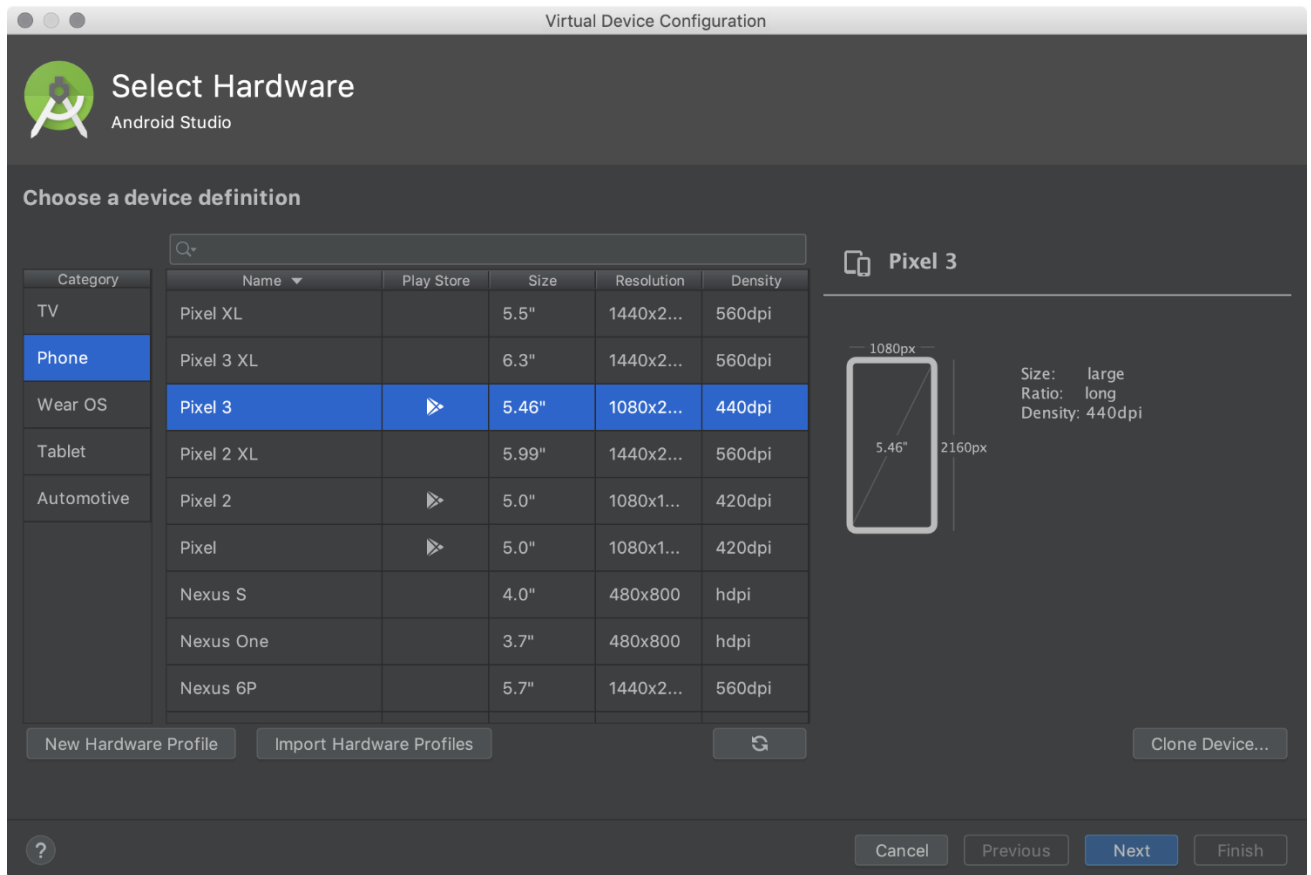 Virtual Device Configuration
Select Hardware
Android Studio
Choose a device definition
Category
TV
Phone
Wear OS
Tablet
Automotive
Name Play Store Size Resolution Density
Pixel XL 5.5" 1440x2... 560dpi
Pixel 3 XL 6.3" 1440x2... 560dpi
Pixel 3 5.46" 1080x2... 440dpi
Pixel 2 XL 5.99" 1440x2... 560dpi
Pixel 2 5.0" 1080x1... 420dpi
Pixel 5.0" 1080x1... 420dpi
Nexus S 4.0" 480x800 hdpi
Nexus One 3.7" 480x800 hdpi
Nexus 6P 5.7" 1440x2... 560dpi
Pixel 3
1080px
5.46"
2160px
Size: large
Ratio: long
Density: 440dpi
New Hardware Profile Import Hardware Profiles Clone Device...
? Cancel Previous Next Finish